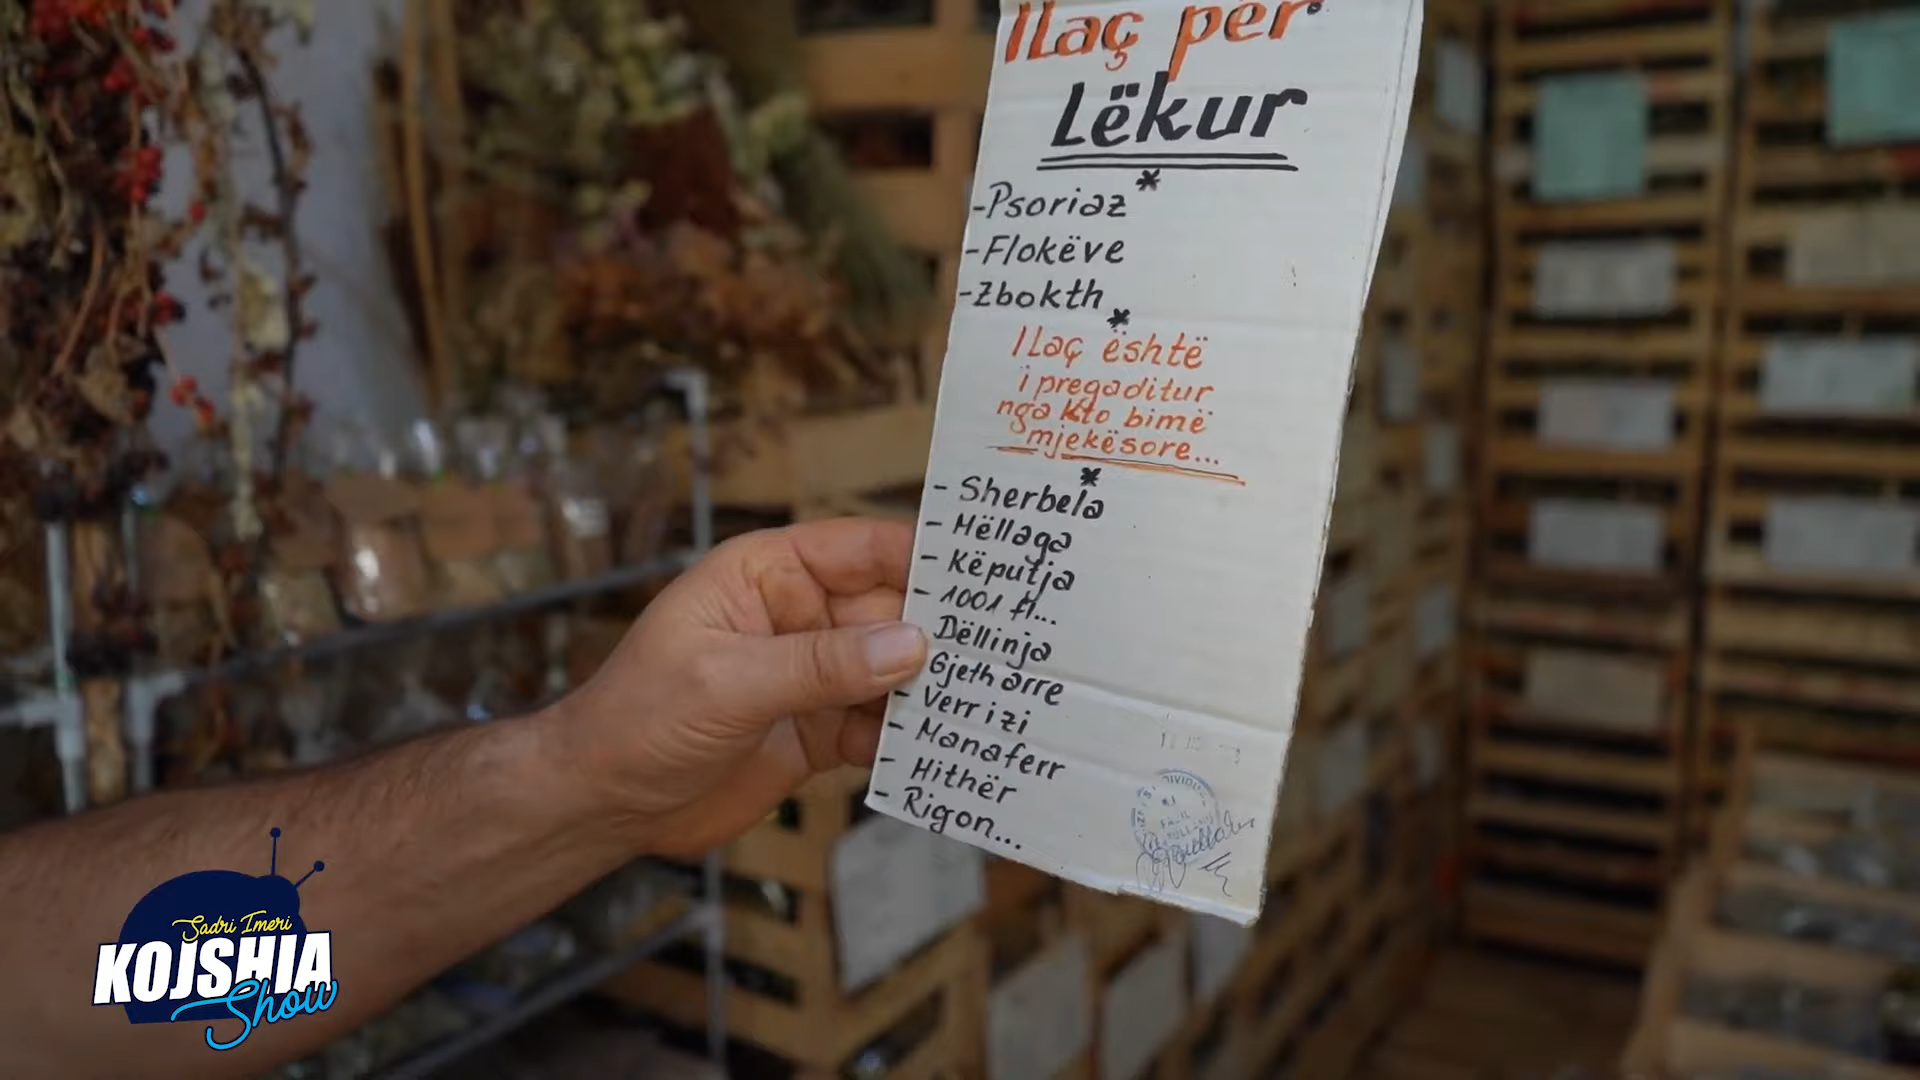 ILaç për
Lëkur
*
-Psoriaz
-Flokëve
-Zbokth
*
ILaç është
i pregaditur
nga kto bimë
mjekësore...
*
- Sherbela
- Mëllaga
- Këputja
- 1001 fl...
Dëllinja
Gjeth arre
- Verrizi
- Manaferr
- Hithër
- Rigon...
Sadri Imeri
KOJSHIA
Show